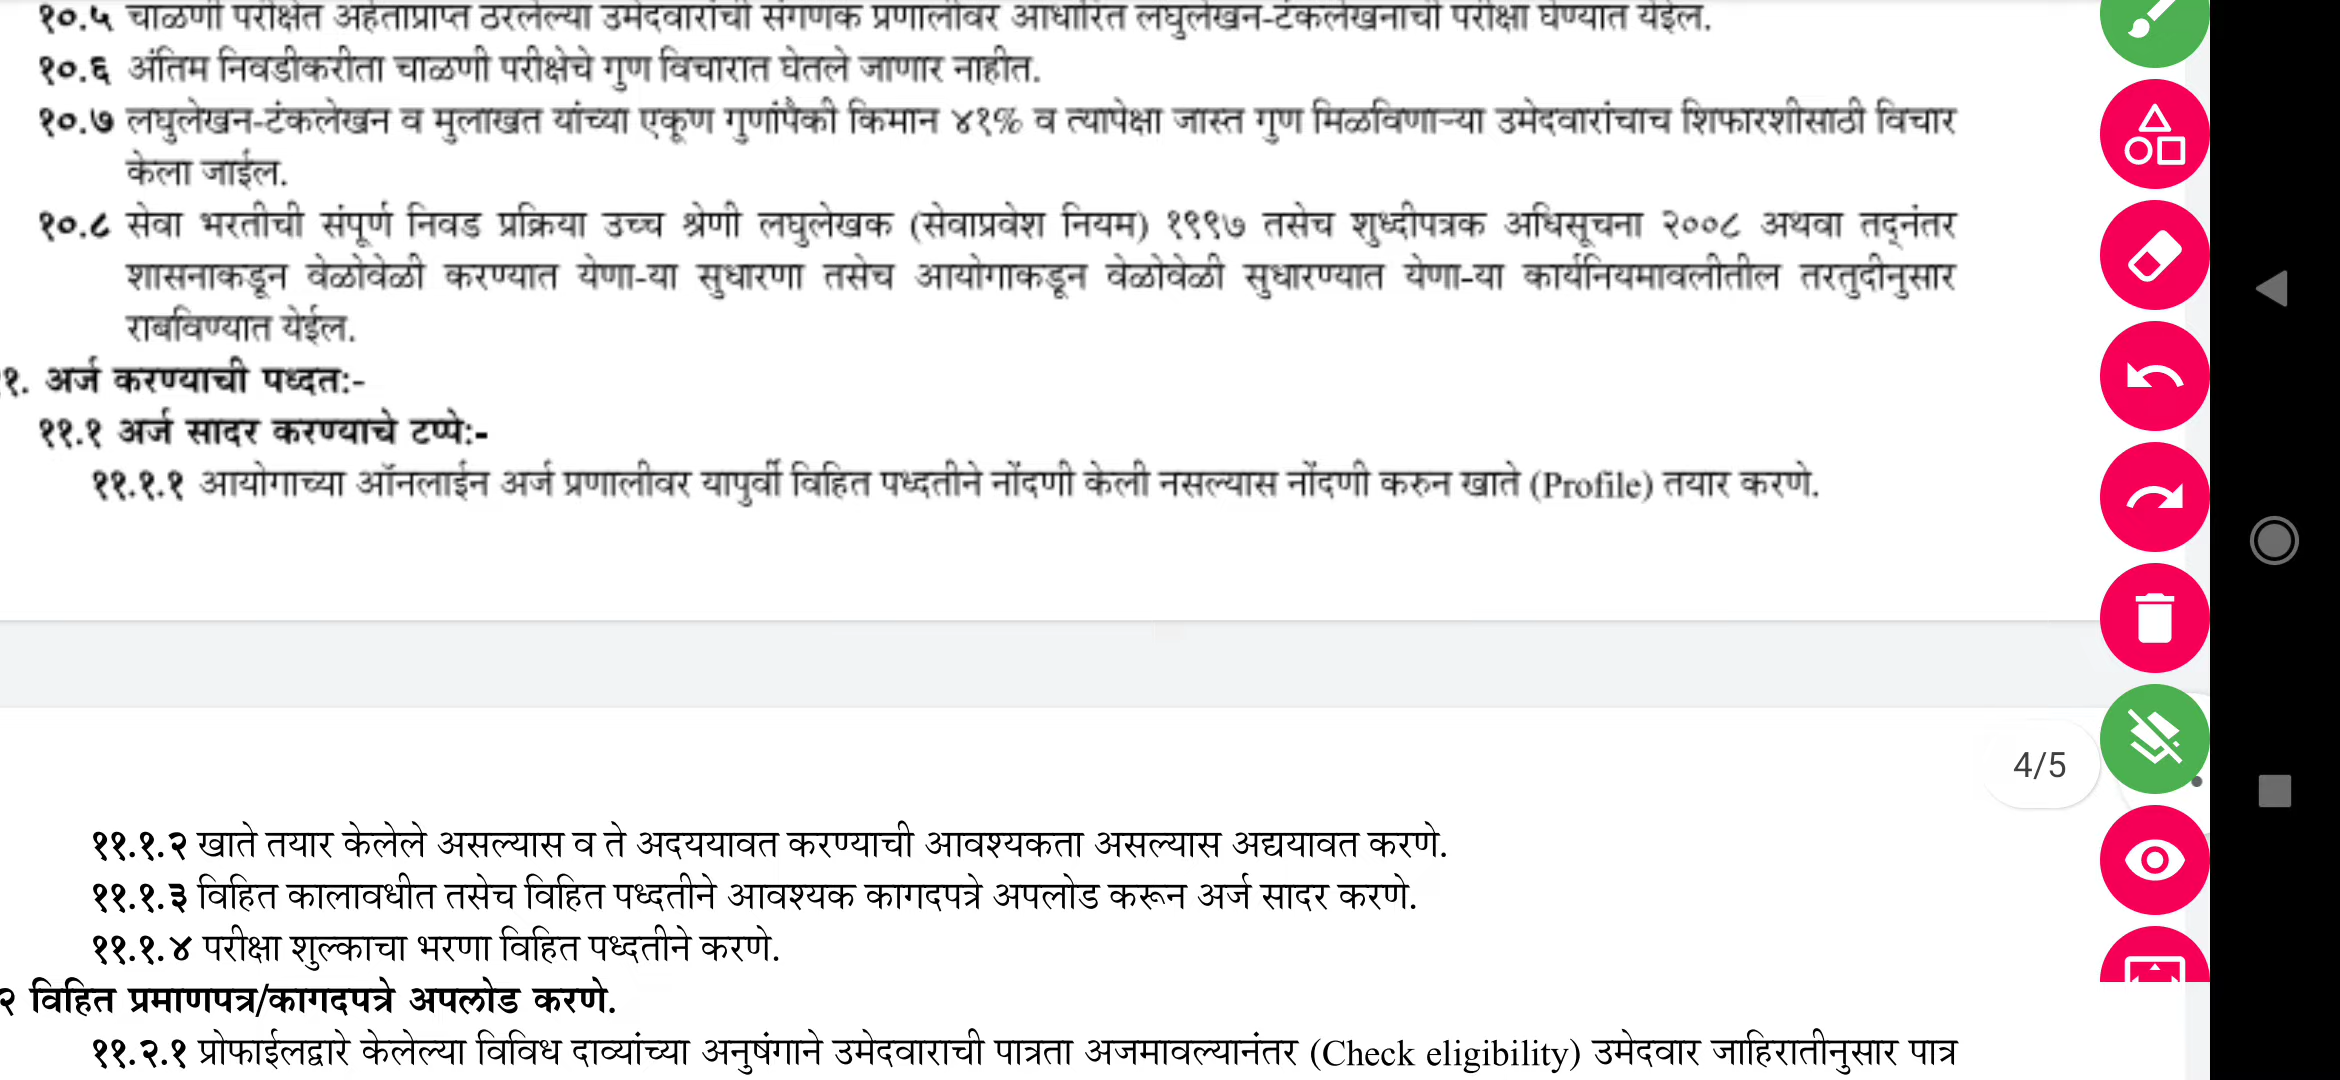 १०.५ चाळणी परीक्षेत अर्हताप्राप्त ठरलेल्या उमेदवारांची संगणक प्रणालीवर आधारित लघुलेखन-टंकलेखनाची परीक्षा घेण्यात येईल.
१०.६ अंतिम निवडीकरीता चाळणी परीक्षेचे गुण विचारात घेतले जाणार नाहीत.
१०.७ लघुलेखन-टंकलेखन व मुलाखत यांच्या एकूण गुणांपैकी किमान ४१% व त्यापेक्षा जास्त गुण मिळविणाऱ्या उमेदवारांचाच शिफारशीसाठी विचार
केला जाईल.
१०.८ सेवा भरतीची संपूर्ण निवड प्रक्रिया उच्च श्रेणी लघुलेखक (सेवाप्रवेश नियम) १९९७ तसेच शुध्दीपत्रक अधिसूचना २००८ अथवा तद्नंतर
शासनाकडून वेळोवेळी करण्यात येणा-या सुधारणा तसेच आयोगाकडून वेळोवेळी सुधारण्यात येणा-या कार्यनियमावलीतील तरतुदीनुसार
राबविण्यात येईल.
१. अर्ज करण्याची पध्दत:-
११.१ अर्ज सादर करण्याचे टप्पे:-
११.१.१ आयोगाच्या ऑनलाईन अर्ज प्रणालीवर यापुर्वी विहित पध्दतीने नोंदणी केली नसल्यास नोंदणी करुन खाते (Profile) तयार करणे.
4/5
११.१.२ खाते तयार केलेले असल्यास व ते अदययावत करण्याची आवश्यकता असल्यास अद्ययावत करणे.
११.१.३ विहित कालावधीत तसेच विहित पध्दतीने आवश्यक कागदपत्रे अपलोड करून अर्ज सादर करणे.
११.१.४ परीक्षा शुल्काचा भरणा विहित पध्दतीने करणे.
२ विहित प्रमाणपत्र/कागदपत्रे अपलोड करणे.
११.२.१ प्रोफाईलद्वारे केलेल्या विविध दाव्यांच्या अनुषंगाने उमेदवाराची पात्रता अजमावल्यानंतर (Check eligibility) उमेदवार जाहिरातीनुसार पात्र